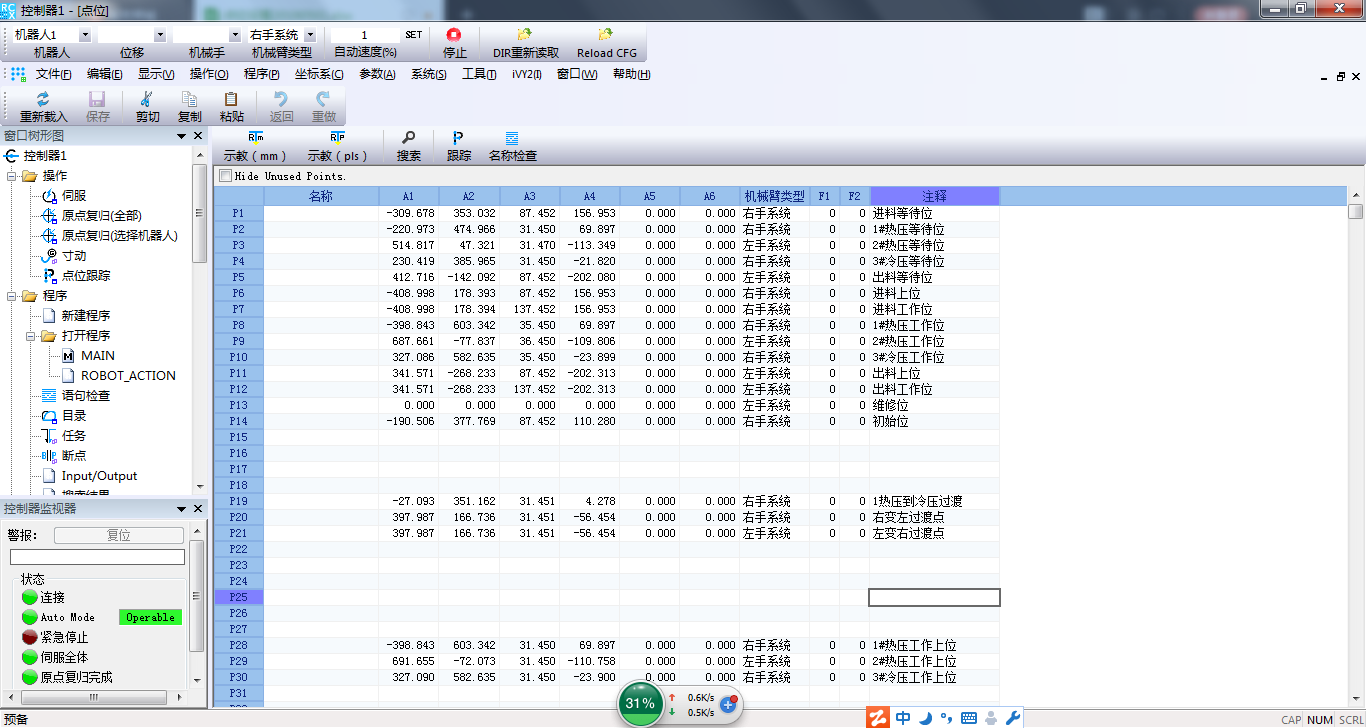 控制器1 - [点位]
机器人1 右手系统 1 SET
机器人 位移 机械手 机械臂类型 自动速度(%) 停止 DIR重新读取 Reload CFG
文件(F) 编辑(E) 显示(V) 操作(O) 程序(P) 坐标系(C) 参数(A) 系统(S) 工具(T) iVY2(I) 窗口(W) 帮助(H)
重新载入 保存 剪切 复制 粘贴 返回 重做
窗口树形图
控制器1
操作
伺服
原点复归(全部)
原点复归(选择机器人)
寸动
点位跟踪
程序
新建程序
打开程序
MAIN
ROBOT_ACTION
语句检查
目录
任务
断点
Input/Output
控制器监视器
警报: 复位
状态
连接
Auto Mode Operable
紧急停止
伺服全体
原点复归完成
示教 ( mm ) 示教 ( pls ) 搜索 跟踪 名称检查
Hide Unused Points.
名称 A1 A2 A3 A4 A5 A6 机械臂类型 F1 F2 注释
P1 -309.678 353.032 87.452 156.953 0.000 0.000 右手系统 0 0 进料等待位
P2 -220.973 474.966 31.450 69.897 0.000 0.000 右手系统 0 0 1#热压等待位
P3 514.817 47.321 31.470 -113.349 0.000 0.000 左手系统 0 0 2#热压等待位
P4 230.419 385.965 31.450 -21.820 0.000 0.000 右手系统 0 0 3#冷压等待位
P5 412.716 -142.092 87.452 -202.080 0.000 0.000 左手系统 0 0 出料等待位
P6 -408.998 178.393 87.452 156.953 0.000 0.000 右手系统 0 0 进料上位
P7 -408.998 178.394 137.452 156.953 0.000 0.000 右手系统 0 0 进料工作位
P8 -398.843 603.342 35.450 69.897 0.000 0.000 右手系统 0 0 1#热压工作位
P9 687.661 -77.837 36.450 -109.806 0.000 0.000 左手系统 0 0 2#热压工作位
P10 327.086 582.635 35.450 -23.899 0.000 0.000 右手系统 0 0 3#冷压工作位
P11 341.571 -268.233 87.452 -202.313 0.000 0.000 左手系统 0 0 出料上位
P12 341.571 -268.233 137.452 -202.313 0.000 0.000 左手系统 0 0 出料工作位
P13 0.000 0.000 0.000 0.000 0.000 0.000 左手系统 0 0 维修位
P14 -190.506 377.769 87.452 110.280 0.000 0.000 右手系统 0 0 初始位
P15
P16
P17
P18
P19 -27.093 351.162 31.451 4.278 0.000 0.000 右手系统 0 0 1热压到冷压过渡
P20 397.987 166.736 31.451 -56.454 0.000 0.000 右手系统 0 0 右变左过渡点
P21 397.987 166.736 31.451 -56.454 0.000 0.000 左手系统 0 0 左变右过渡点
P22
P23
P24
P25
P26
P27
P28 -398.843 603.342 31.450 69.897 0.000 0.000 右手系统 0 0 1#热压工作上位
P29 691.655 -72.073 31.450 -110.758 0.000 0.000 左手系统 0 0 2#热压工作上位
P30 327.090 582.635 31.450 -23.900 0.000 0.000 右手系统 0 0 3#冷压工作上位
P31
31% 0.6K/s
0.5K/s
中
预备 CAP NUM SCRL